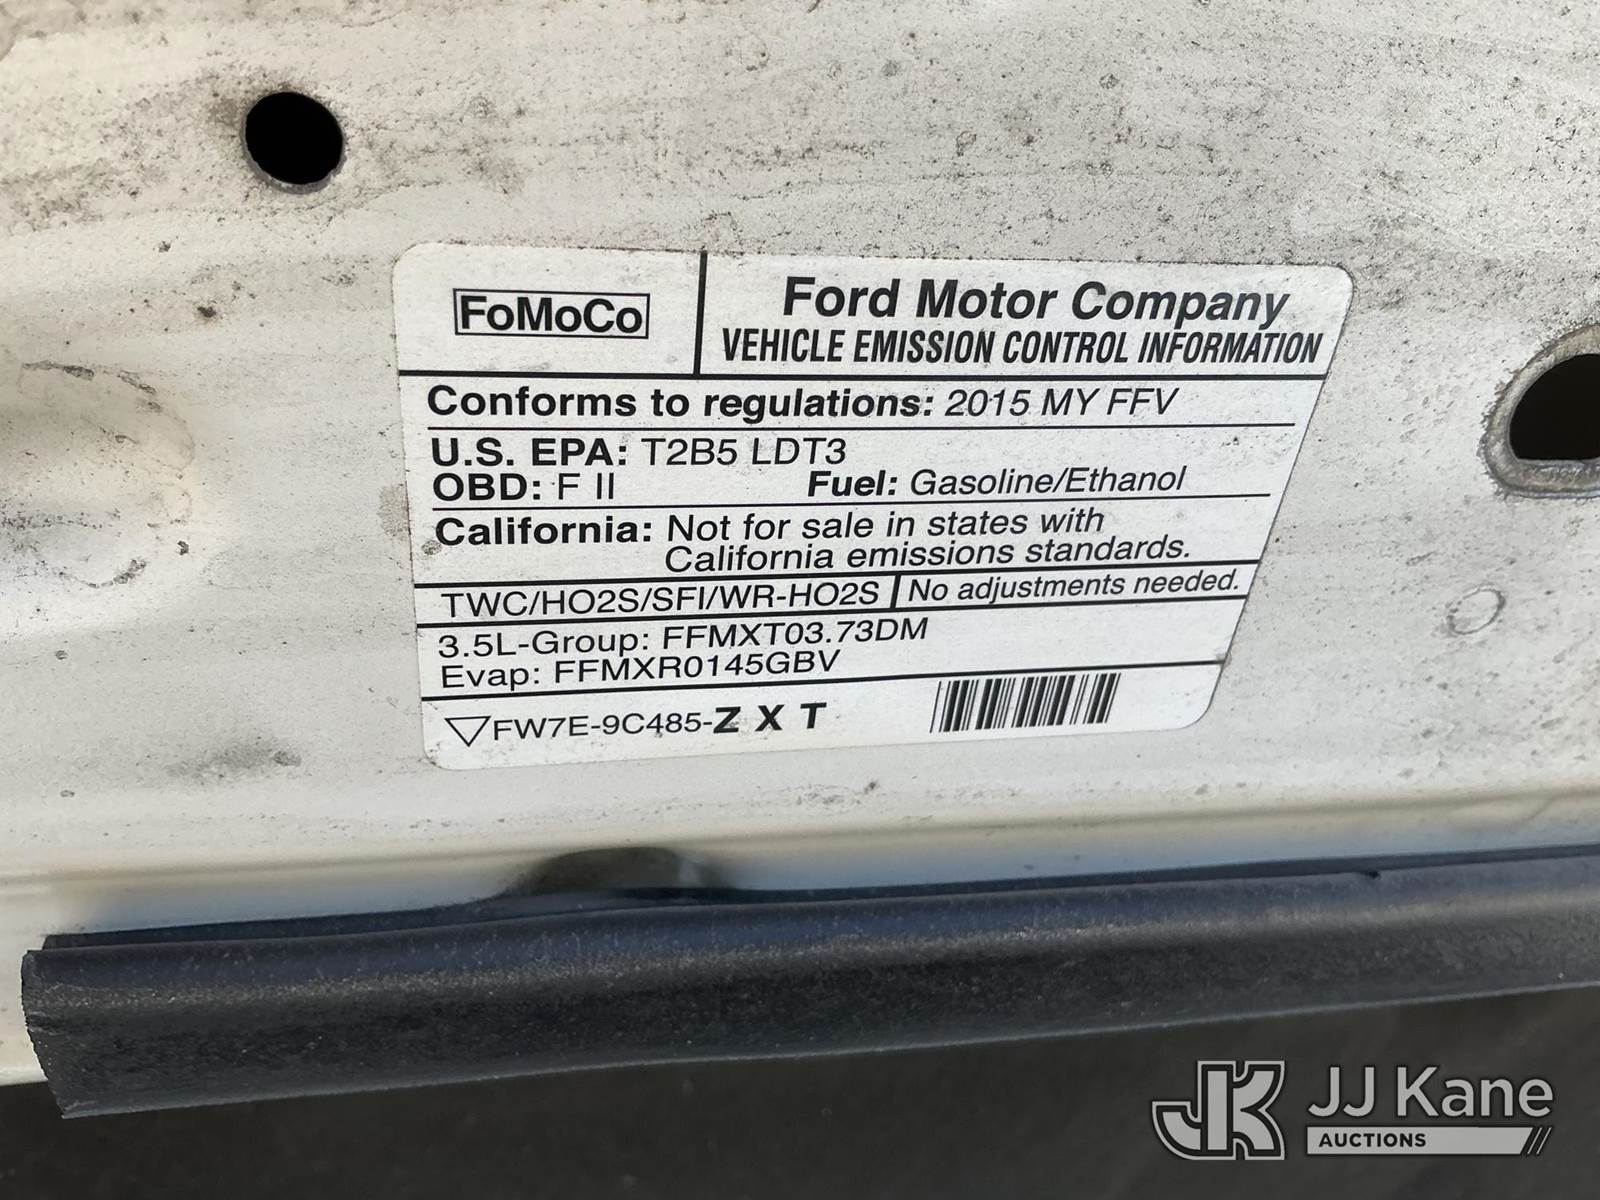 FoMoCo
Ford Motor Company
VEHICLE EMISSION CONTROL INFORMATION
Conforms to regulations: 2015 MY FFV
U.S. EPA: T2B5 LDT3
OBD: F II Fuel: Gasoline/Ethanol
California: Not for sale in states with
California emissions standards.
TWC/HO2S/SFI/WR-HO2S No adjustments needed.
3.5L-Group: FFMXT03.73DM
Evap: FFMXR0145GBV
FW7E-9C485-Z X T
JK JJ Kane
AUCTIONS